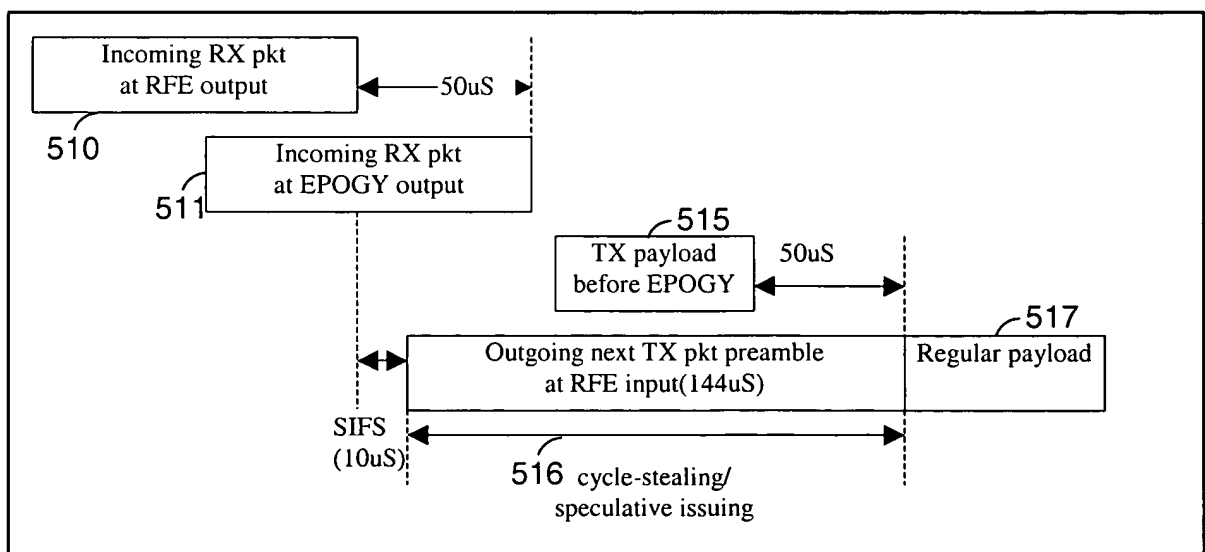 Incoming RX pkt
at RFE output
50uS
510
Incoming RX pkt
at EPOGY output
511
515
TX payload
before EPOGY
50uS
517
Outgoing next TX pkt preamble
at RFE input(144uS)
Regular payload
SIFS
(10uS)
516
cycle-stealing/
speculative issuing